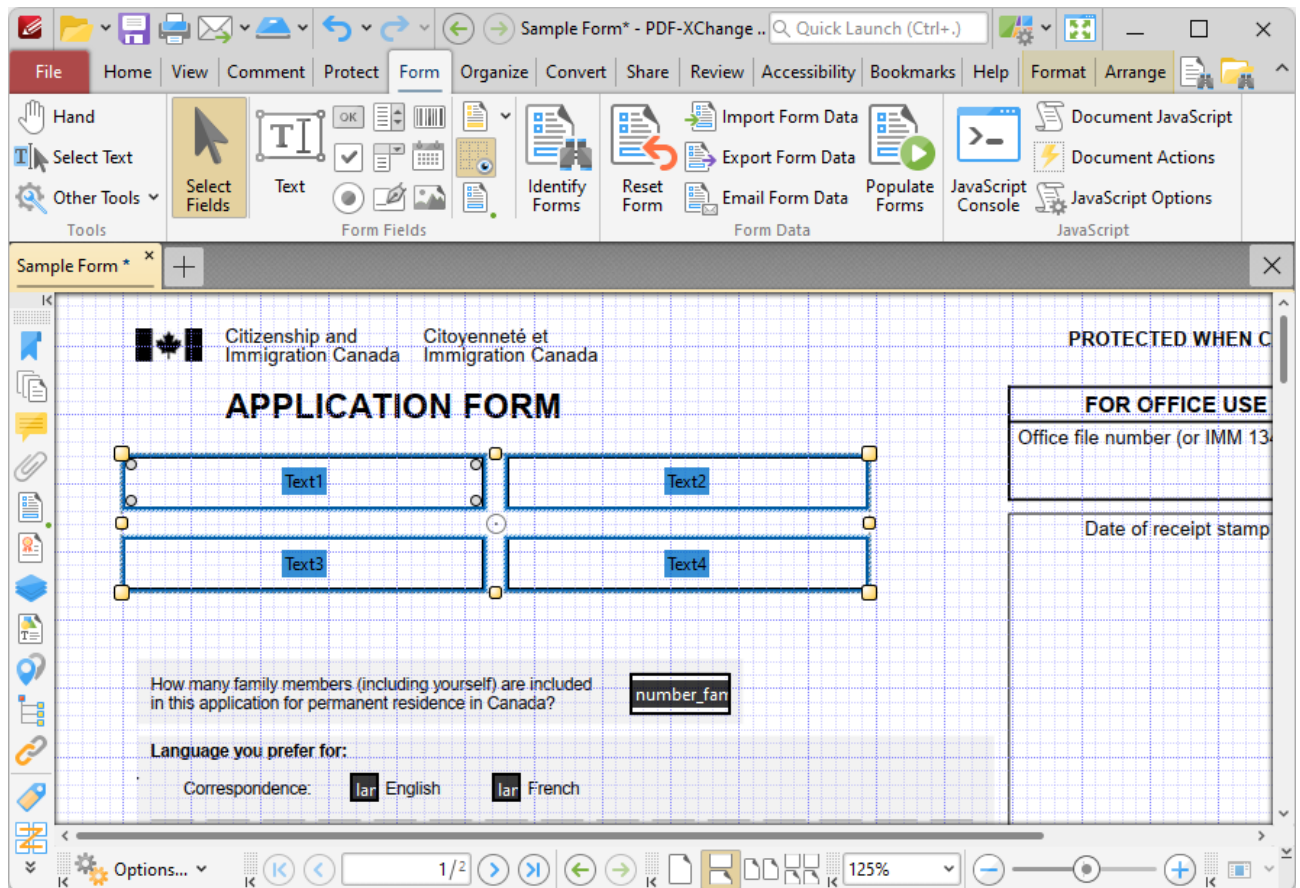 Sample Form* - PDF-XChange ..
Quick Launch (Ctrl+.)
File Home View Comment Protect Form Organize Convert Share Review Accessibility Bookmarks Help Format Arrange
Hand
Select Text
Other Tools
Tools
Select Fields
Text
OK
Form Fields
Identify Forms
Reset Form
Import Form Data
Export Form Data
Email Form Data
Populate Forms
Form Data
JavaScript Console
Document JavaScript
Document Actions
JavaScript Options
JavaScript
Sample Form *
Citizenship and Immigration Canada
Citoyenneté et Immigration Canada
PROTECTED WHEN C
APPLICATION FORM
FOR OFFICE USE
Office file number (or IMM 134
Text1
Text2
Date of receipt stamp
Text3
Text4
How many family members (including yourself) are included
in this application for permanent residence in Canada?
number_fam
Language you prefer for:
Correspondence:
lan
English
lan
French
Options...
1/2
125%